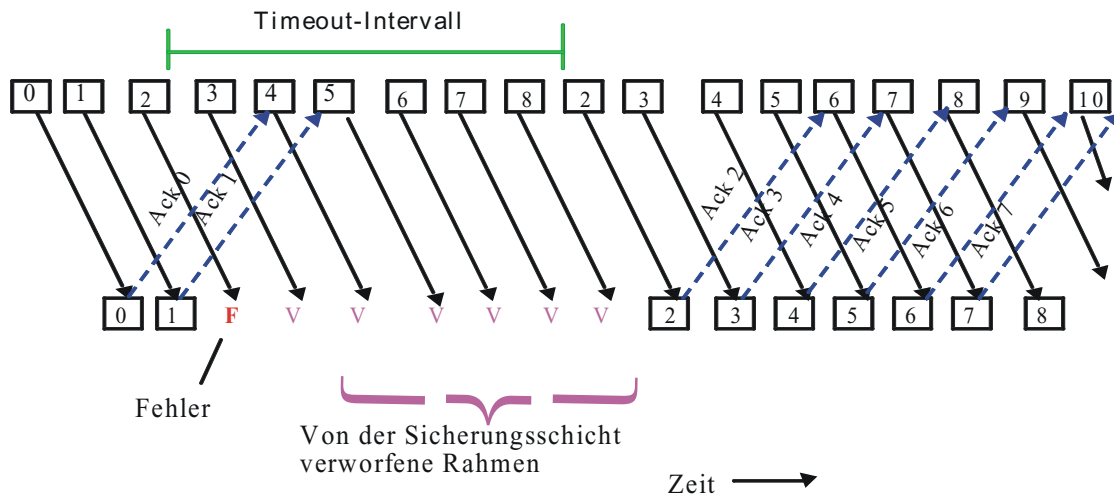 Timeout-Intervall
0 1 2 3 4 5 6 7 8 2 3 4 5 6 7 8 9 10
Ack 0 Ack 1 Ack 2 Ack 3 Ack 4 Ack 5 Ack 6 Ack 7
0 1 F V V V V V V 2 3 4 5 6 7 8
Fehler
Von der Sicherungsschicht
verworfene Rahmen
Zeit